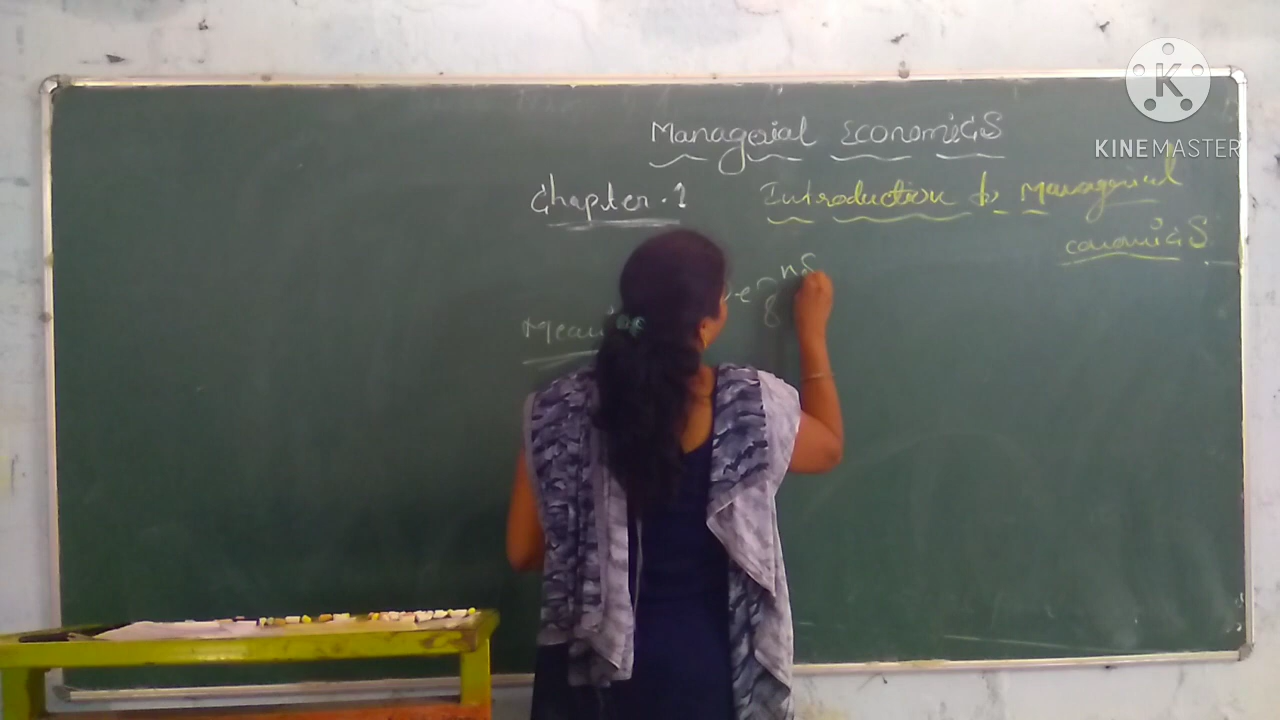 Managerial Economics
Chapter.1 Introduction to Managerial
economics
KINEMASTER